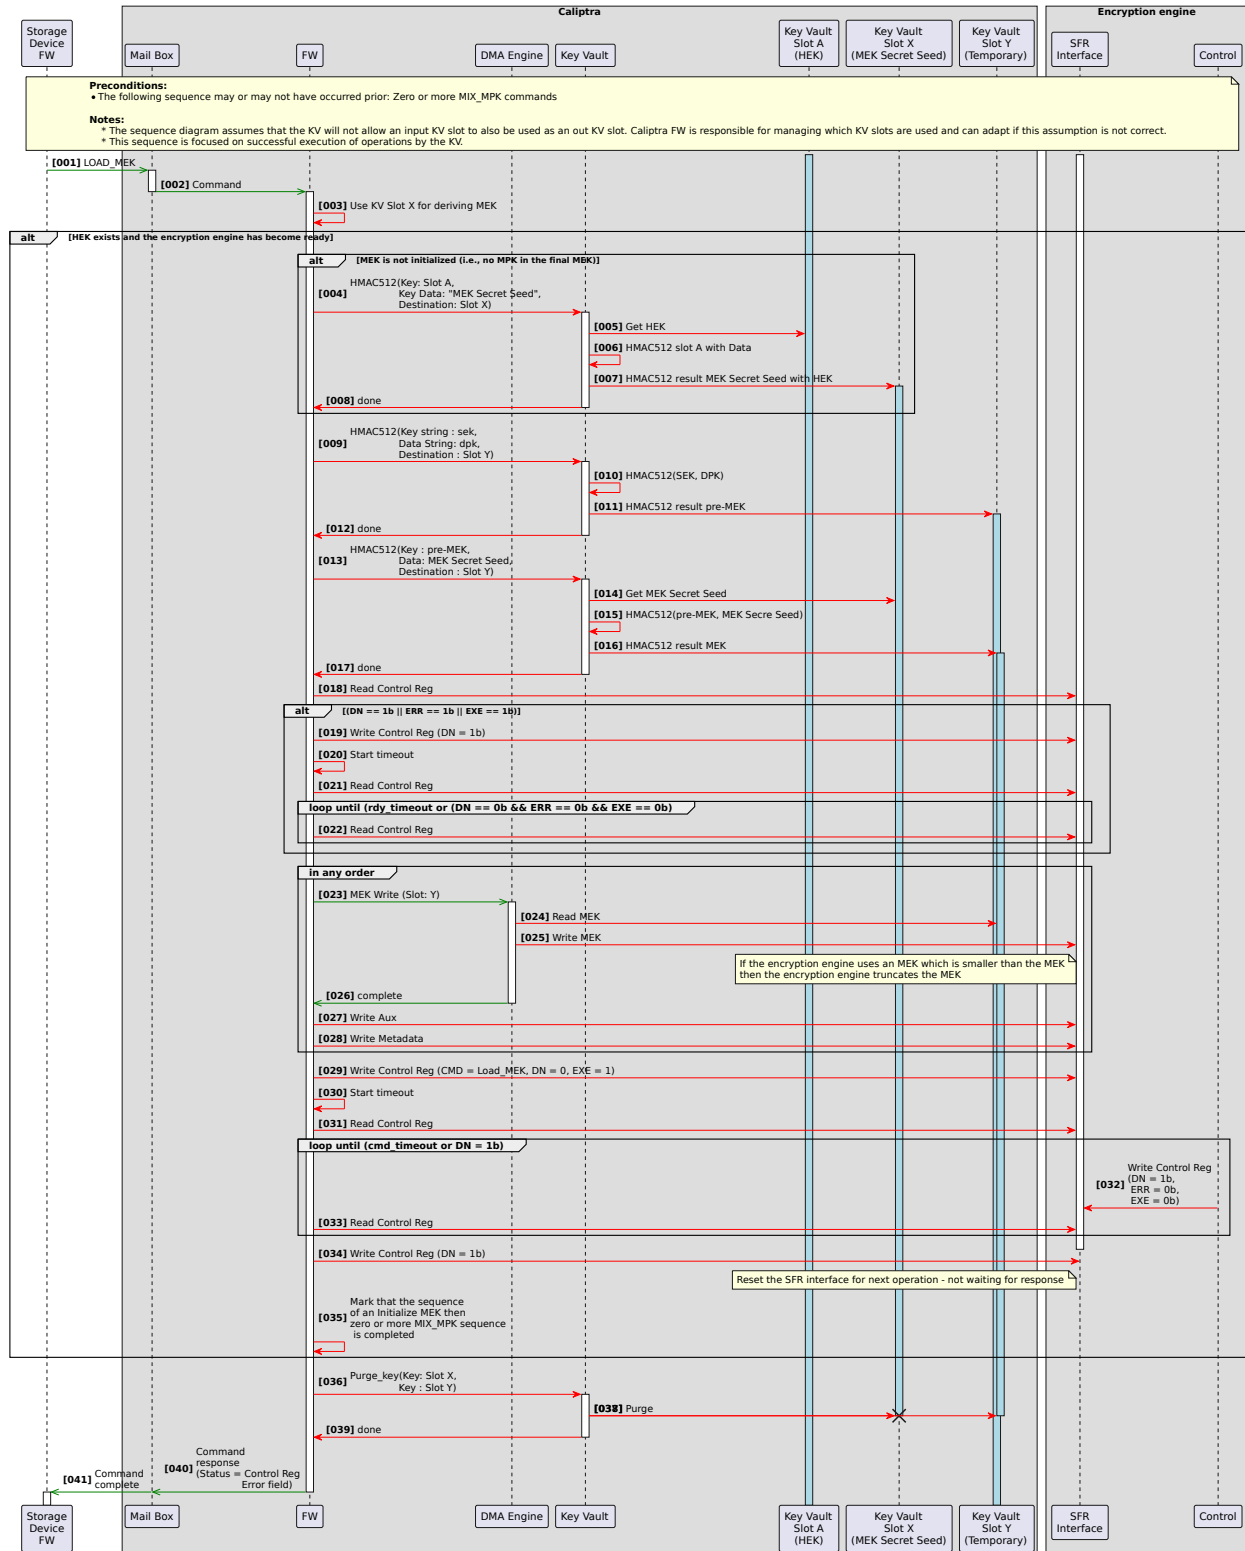 Caliptra
Encryption engine
Storage
Device
FW
Mail Box
FW
DMA Engine
Key Vault
Key Vault
Slot A
(HEK)
Key Vault
Slot X
(MEK Secret Seed)
Key Vault
Slot Y
(Temporary)
SFR
Interface
Control
Preconditions:
• The following sequence may or may not have occurred prior: Zero or more MIX_MPK commands
Notes:
* The sequence diagram assumes that the KV will not allow an input KV slot to also be used as an out KV slot. Caliptra FW is responsible for managing which KV slots are used and can adapt if this assumption is not correct.
* This sequence is focused on successful execution of operations by the KV.
[001] LOAD_MEK
[002] Command
[003] Use KV Slot X for deriving MEK
alt [HEK exists and the encryption engine has become ready]
alt [MEK is not initialized (i.e., no MPK in the final MEK)]
HMAC512(Key: Slot A,
[004] Key Data: "MEK Secret Seed",
Destination: Slot X)
[005] Get HEK
[006] HMAC512 slot A with Data
[007] HMAC512 result MEK Secret Seed with HEK
[008] done
HMAC512(Key string : sek,
[009] Data String: dpk,
Destination : Slot Y)
[010] HMAC512(SEK, DPK)
[011] HMAC512 result pre-MEK
[012] done
HMAC512(Key : pre-MEK,
[013] Data: MEK Secret Seed,
Destination : Slot Y)
[014] Get MEK Secret Seed
[015] HMAC512(pre-MEK, MEK Secre Seed)
[016] HMAC512 result MEK
[017] done
[018] Read Control Reg
alt [(DN == 1b || ERR == 1b || EXE == 1b)]
[019] Write Control Reg (DN = 1b)
[020] Start timeout
[021] Read Control Reg
loop until (rdy_timeout or (DN == 0b && ERR == 0b && EXE == 0b)
[022] Read Control Reg
in any order
[023] MEK Write (Slot: Y)
[024] Read MEK
[025] Write MEK
If the encryption engine uses an MEK which is smaller than the MEK
then the encryption engine truncates the MEK
[026] complete
[027] Write Aux
[028] Write Metadata
[029] Write Control Reg (CMD = Load_MEK, DN = 0, EXE = 1)
[030] Start timeout
[031] Read Control Reg
loop until (cmd_timeout or DN = 1b)
Write Control Reg
(DN = 1b,
[032] ERR = 0b,
EXE = 0b)
[033] Read Control Reg
[034] Write Control Reg (DN = 1b)
Reset the SFR interface for next operation - not waiting for response
Mark that the sequence
of an Initialize MEK then
[035] zero or more MIX_MPK sequence
is completed
[036] Purge_key(Key: Slot X,
Key : Slot Y)
Purge
[039] done
Command
response
[040] (Status = Control Reg
Error field)
[041] Command
complete
Storage
Device
FW
Mail Box
FW
DMA Engine
Key Vault
Key Vault
Slot A
(HEK)
Key Vault
Slot X
(MEK Secret Seed)
Key Vault
Slot Y
(Temporary)
SFR
Interface
Control